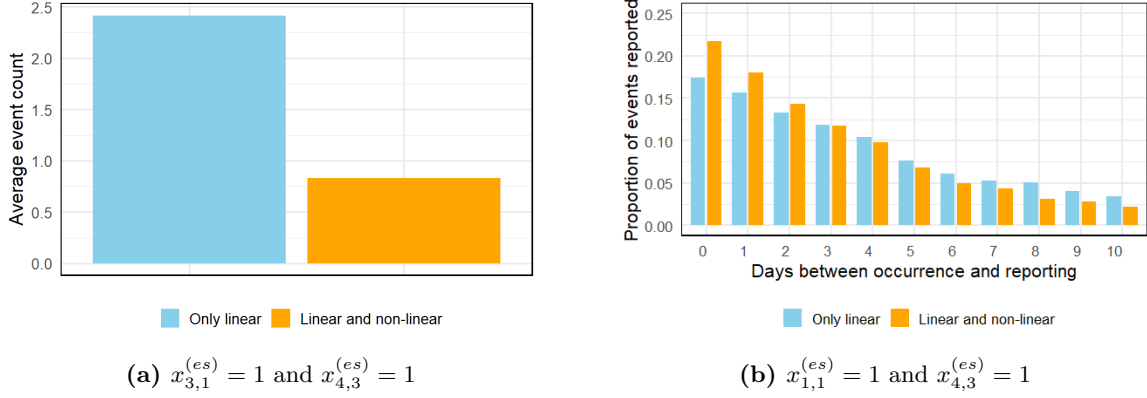 Average event count
2.5
2.0
1.5
1.0
0.5
0.0
Only linear
Linear and non-linear
(a) x_{3,1}^{(es)} = 1 and x_{4,3}^{(es)} = 1
Proportion of events reported
0.25
0.20
0.15
0.10
0.05
0.00
0 1 2 3 4 5 6 7 8 9 10
Days between occurrence and reporting
Only linear
Linear and non-linear
(b) x_{1,1}^{(es)} = 1 and x_{4,3}^{(es)} = 1